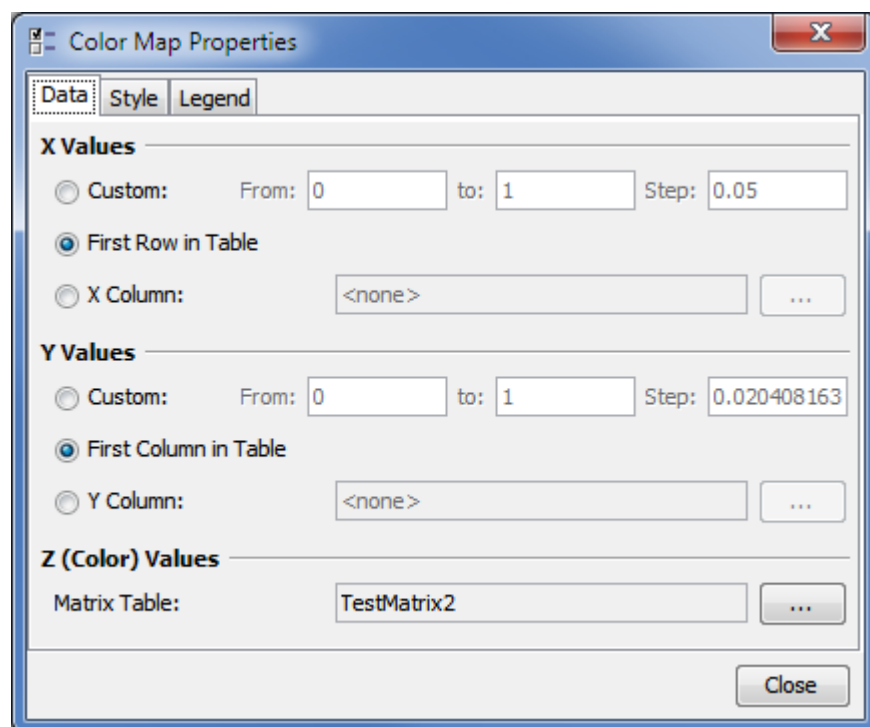 Color Map Properties
Data Style Legend
X Values
Custom: From: 0 to: 1 Step: 0.05
First Row in Table
X Column: <none> ...
Y Values
Custom: From: 0 to: 1 Step: 0.020408163
First Column in Table
Y Column: <none> ...
Z (Color) Values
Matrix Table: TestMatrix2 ...
Close